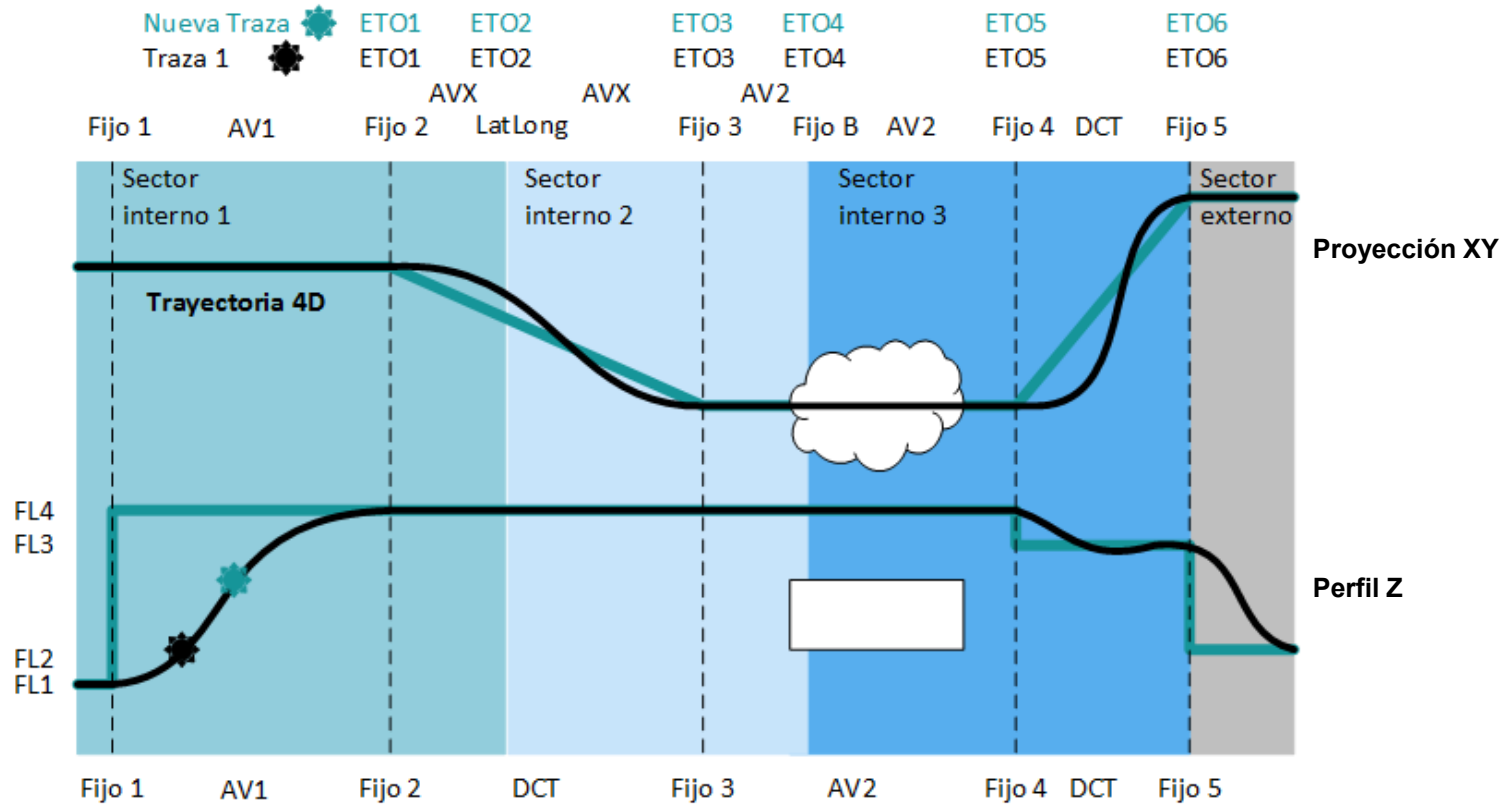 Nueva Traza ETO1 ETO2 ETO3 ETO4 ETO5 ETO6
Traza 1 ETO1 ETO2 ETO3 ETO4 ETO5 ETO6
AVX AVX AV2
Fijo 1 AV1 Fijo 2 LatLong Fijo 3 Fijo B AV2 Fijo 4 DCT Fijo 5
Sector interno 1
Sector interno 2
Sector interno 3
Sector externo
Proyección XY
Trayectoria 4D
FL4
FL3
Perfil Z
FL2
FL1
Fijo 1 AV1 Fijo 2 DCT Fijo 3 AV2 Fijo 4 DCT Fijo 5